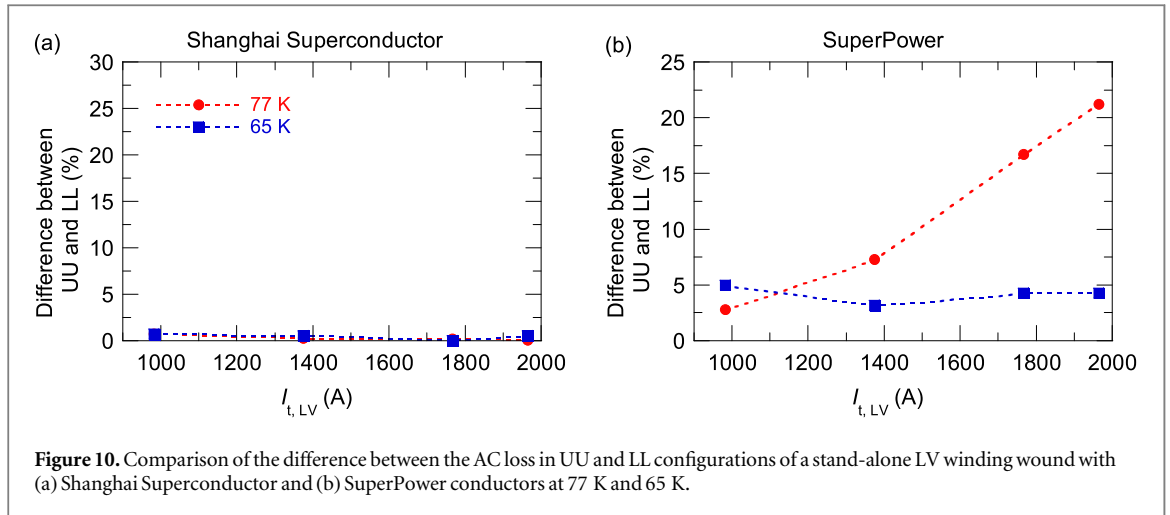 (a)
Shanghai Superconductor
30
25
20
15
10
5
0
77 K
65 K
Difference between
UU and LL (%)
1000 1200 1400 1600 1800 2000
I t, LV (A)
(b)
SuperPower
25
20
15
10
5
0
Difference between
UU and LL (%)
1000 1200 1400 1600 1800 2000
I t, LV (A)
Figure 10. Comparison of the difference between the AC loss in UU and LL configurations of a stand-alone LV winding wound with
(a) Shanghai Superconductor and (b) SuperPower conductors at 77 K and 65 K.